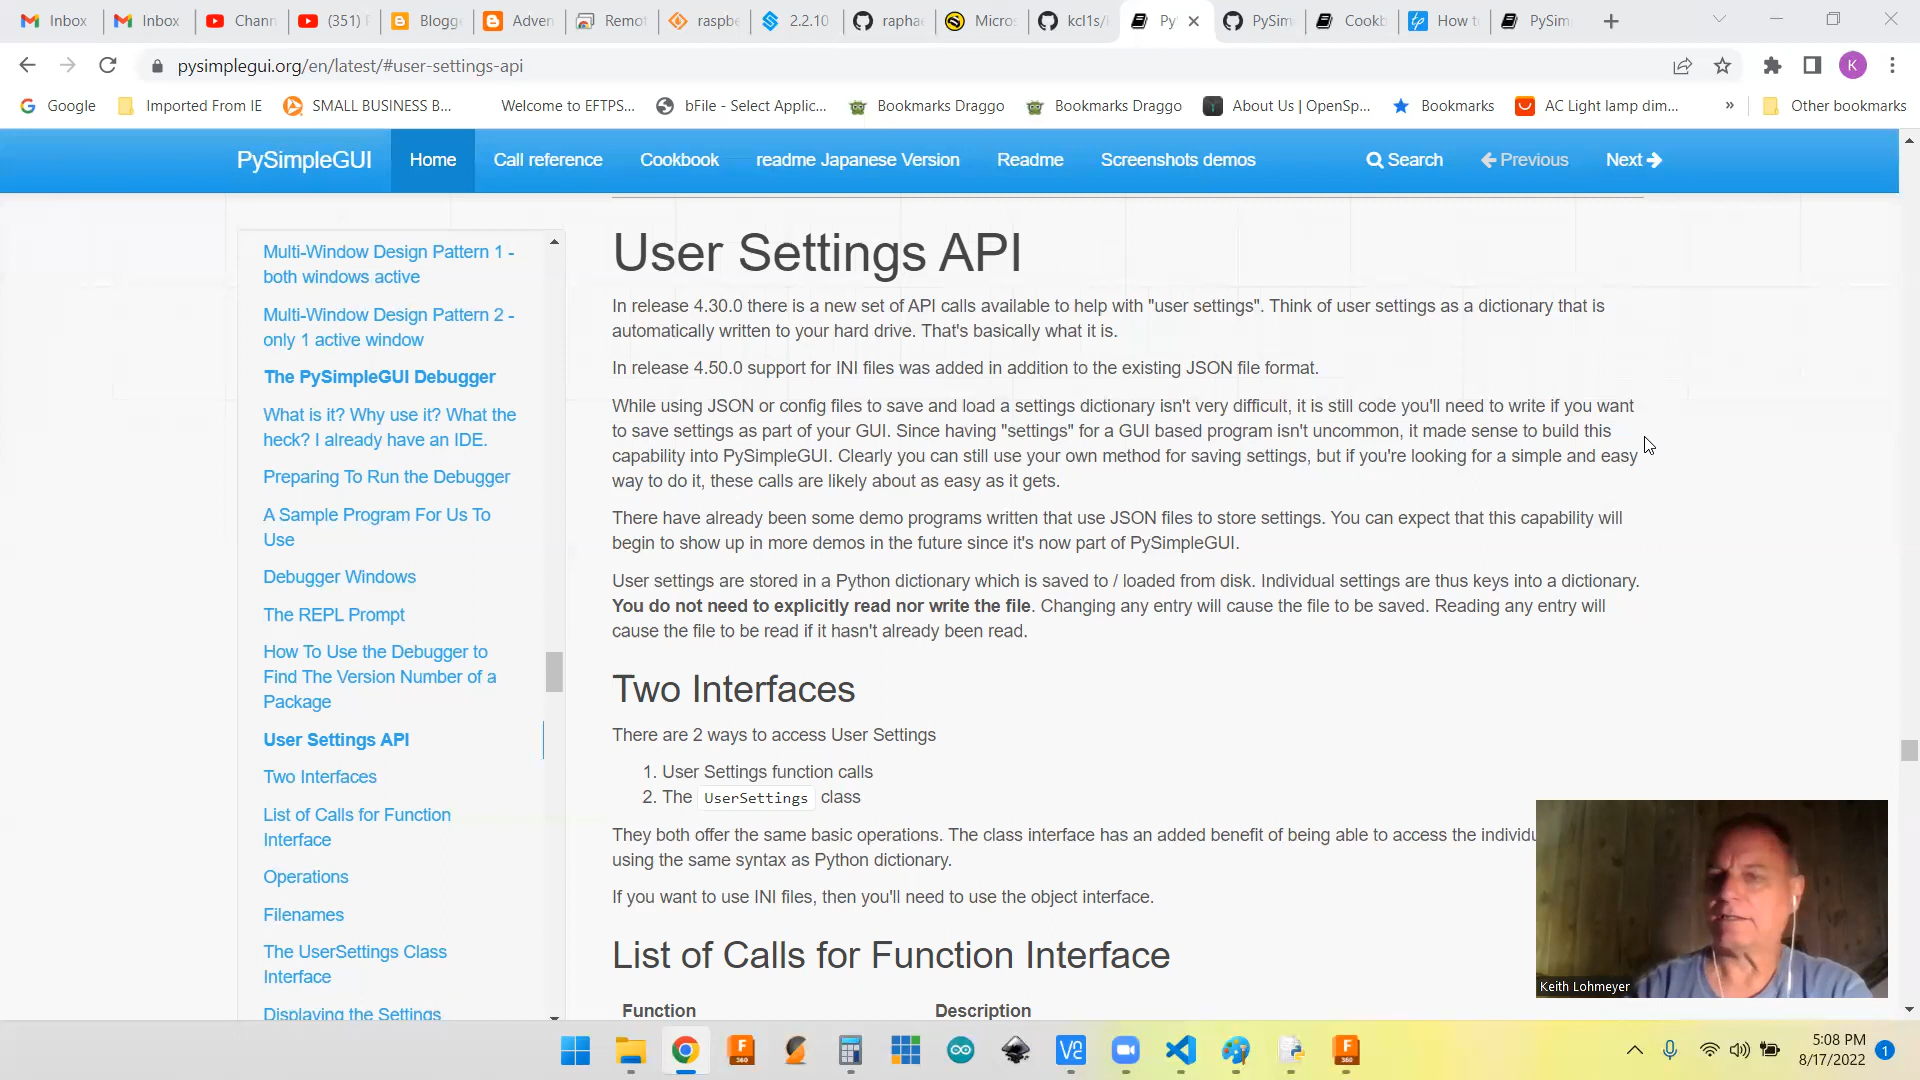 Inbox
Inbox
Chann
(351)
Blogge
Adven
Remot
raspbe
2.2.10
raphae
Micro
kcl1s/
Py
PySim
Cookb
How t
PySim
pysimplegui.org/en/latest/#user-settings-api
K
Google
Imported From IE
SMALL BUSINESS B...
Welcome to EFTPS...
bFile - Select Applic...
Bookmarks Draggo
Bookmarks Draggo
About Us | OpenSp...
Bookmarks
AC Light lamp dim...
»
Other bookmarks
PySimpleGUI
Home
Call reference
Cookbook
readme Japanese Version
Readme
Screenshots demos
Search
Previous
Next
Multi-Window Design Pattern 1 -
both windows active
Multi-Window Design Pattern 2 -
only 1 active window
The PySimpleGUI Debugger
What is it? Why use it? What the
heck? I already have an IDE.
Preparing To Run the Debugger
A Sample Program For Us To
Use
Debugger Windows
The REPL Prompt
How To Use the Debugger to
Find The Version Number of a
Package
User Settings API
Two Interfaces
List of Calls for Function
Interface
Operations
Filenames
The UserSettings Class
Interface
Displaying the Settings
User Settings API
In release 4.30.0 there is a new set of API calls available to help with "user settings". Think of user settings as a dictionary that is
automatically written to your hard drive. That's basically what it is.
In release 4.50.0 support for INI files was added in addition to the existing JSON file format.
While using JSON or config files to save and load a settings dictionary isn't very difficult, it is still code you'll need to write if you want
to save settings as part of your GUI. Since having "settings" for a GUI based program isn't uncommon, it made sense to build this
capability into PySimpleGUI. Clearly you can still use your own method for saving settings, but if you're looking for a simple and easy
way to do it, these calls are likely about as easy as it gets.
There have already been some demo programs written that use JSON files to store settings. You can expect that this capability will
begin to show up in more demos in the future since it's now part of PySimpleGUI.
User settings are stored in a Python dictionary which is saved to / loaded from disk. Individual settings are thus keys into a dictionary.
You do not need to explicitly read nor write the file. Changing any entry will cause the file to be saved. Reading any entry will
cause the file to be read if it hasn't already been read.
Two Interfaces
There are 2 ways to access User Settings
1. User Settings function calls
2. The UserSettings class
They both offer the same basic operations. The class interface has an added benefit of being able to access the individu
using the same syntax as Python dictionary.
If you want to use INI files, then you'll need to use the object interface.
List of Calls for Function Interface
Function
Description
Keith Lohmeyer
5:08 PM
8/17/2022
1